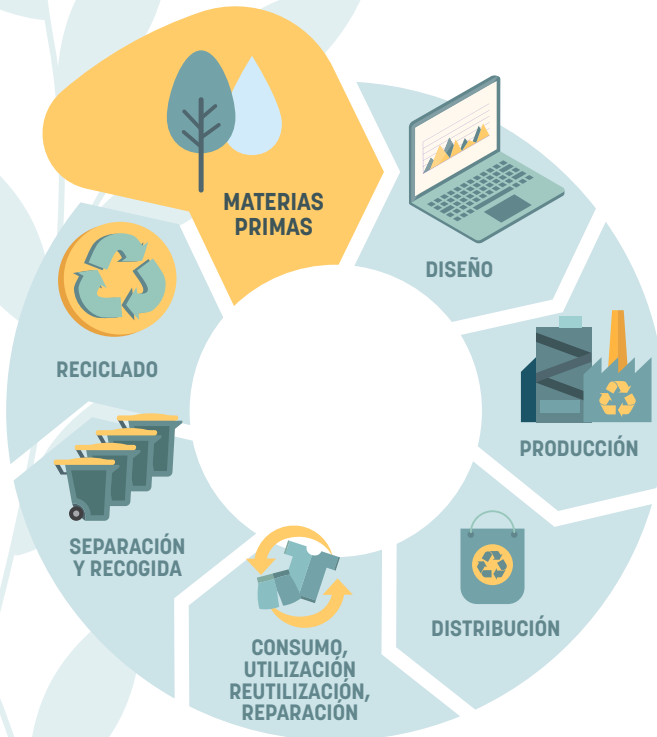 MATERIAS
PRIMAS
DISEÑO
PRODUCCIÓN
DISTRIBUCIÓN
CONSUMO,
UTILIZACIÓN
REUTILIZACIÓN,
REPARACIÓN
SEPARACIÓN
Y RECOGIDA
RECICLADO